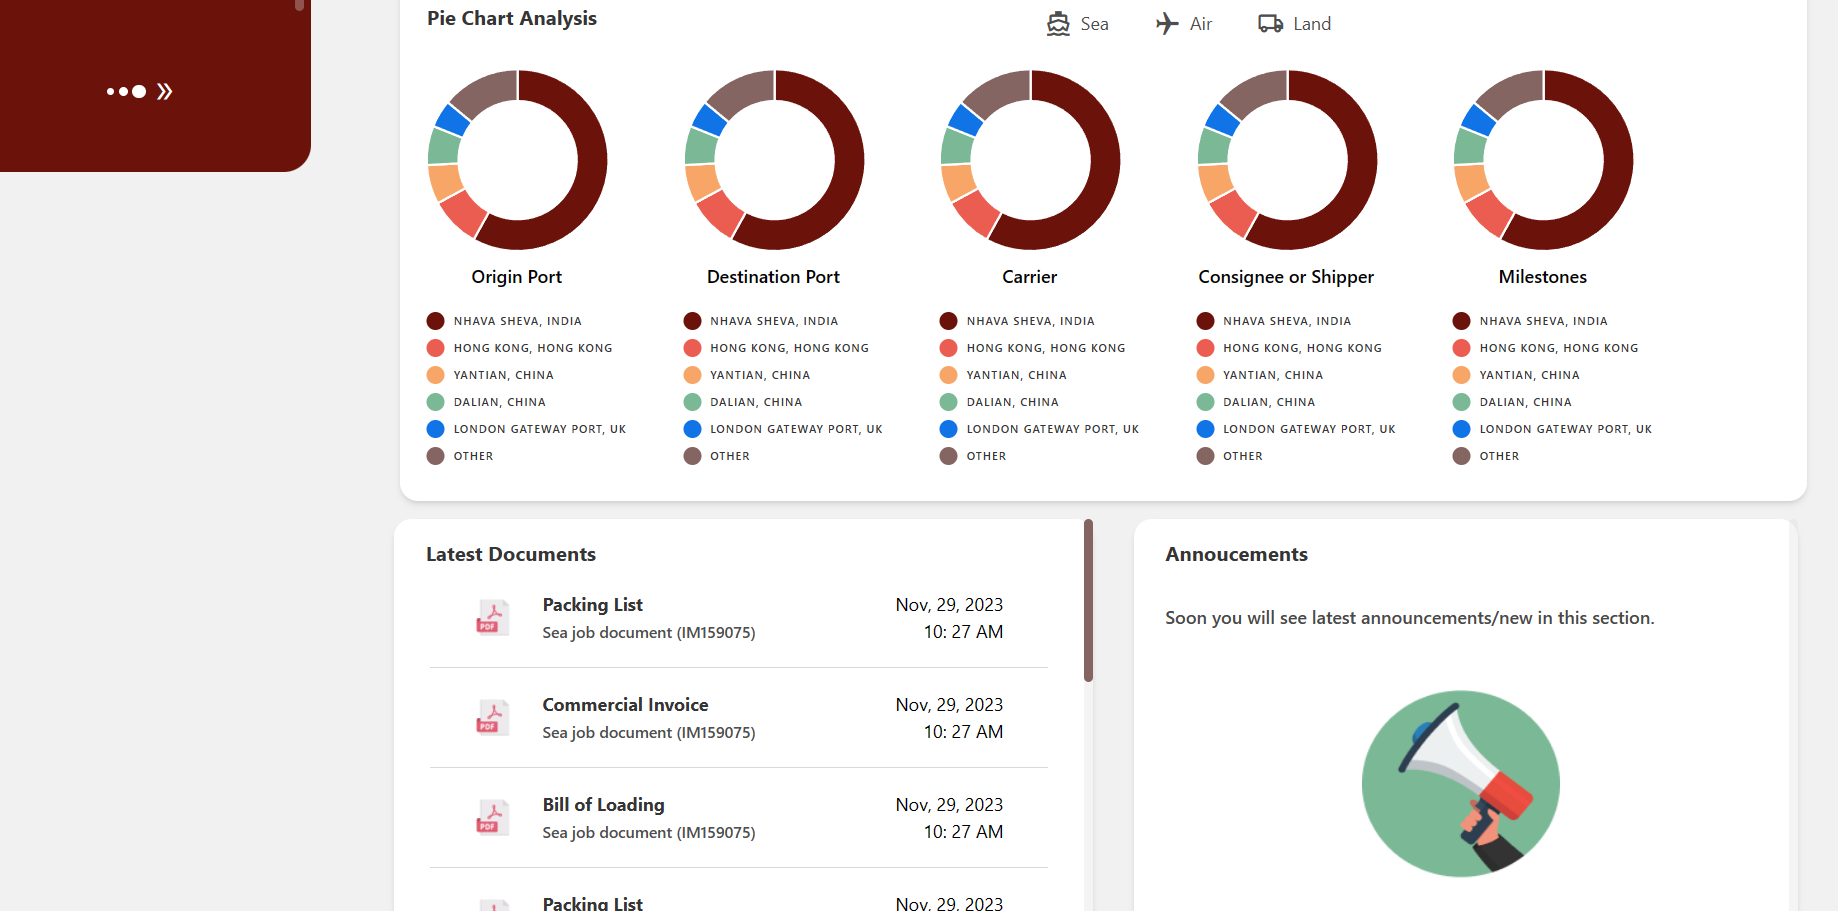 Pie Chart Analysis
Sea Air Land
Origin Port
NHAVA SHEVA, INDIA
HONG KONG, HONG KONG
YANTIAN, CHINA
DALIAN, CHINA
LONDON GATEWAY PORT, UK
OTHER
Destination Port
NHAVA SHEVA, INDIA
HONG KONG, HONG KONG
YANTIAN, CHINA
DALIAN, CHINA
LONDON GATEWAY PORT, UK
OTHER
Carrier
NHAVA SHEVA, INDIA
HONG KONG, HONG KONG
YANTIAN, CHINA
DALIAN, CHINA
LONDON GATEWAY PORT, UK
OTHER
Consignee or Shipper
NHAVA SHEVA, INDIA
HONG KONG, HONG KONG
YANTIAN, CHINA
DALIAN, CHINA
LONDON GATEWAY PORT, UK
OTHER
Milestones
NHAVA SHEVA, INDIA
HONG KONG, HONG KONG
YANTIAN, CHINA
DALIAN, CHINA
LONDON GATEWAY PORT, UK
OTHER
Latest Documents
PDF
Packing List Nov, 29, 2023
Sea job document (IM159075) 10: 27 AM
PDF
Commercial Invoice Nov, 29, 2023
Sea job document (IM159075) 10: 27 AM
PDF
Bill of Loading Nov, 29, 2023
Sea job document (IM159075) 10: 27 AM
Packing List Nov, 29, 2023
Annoucements
Soon you will see latest announcements/new in this section.